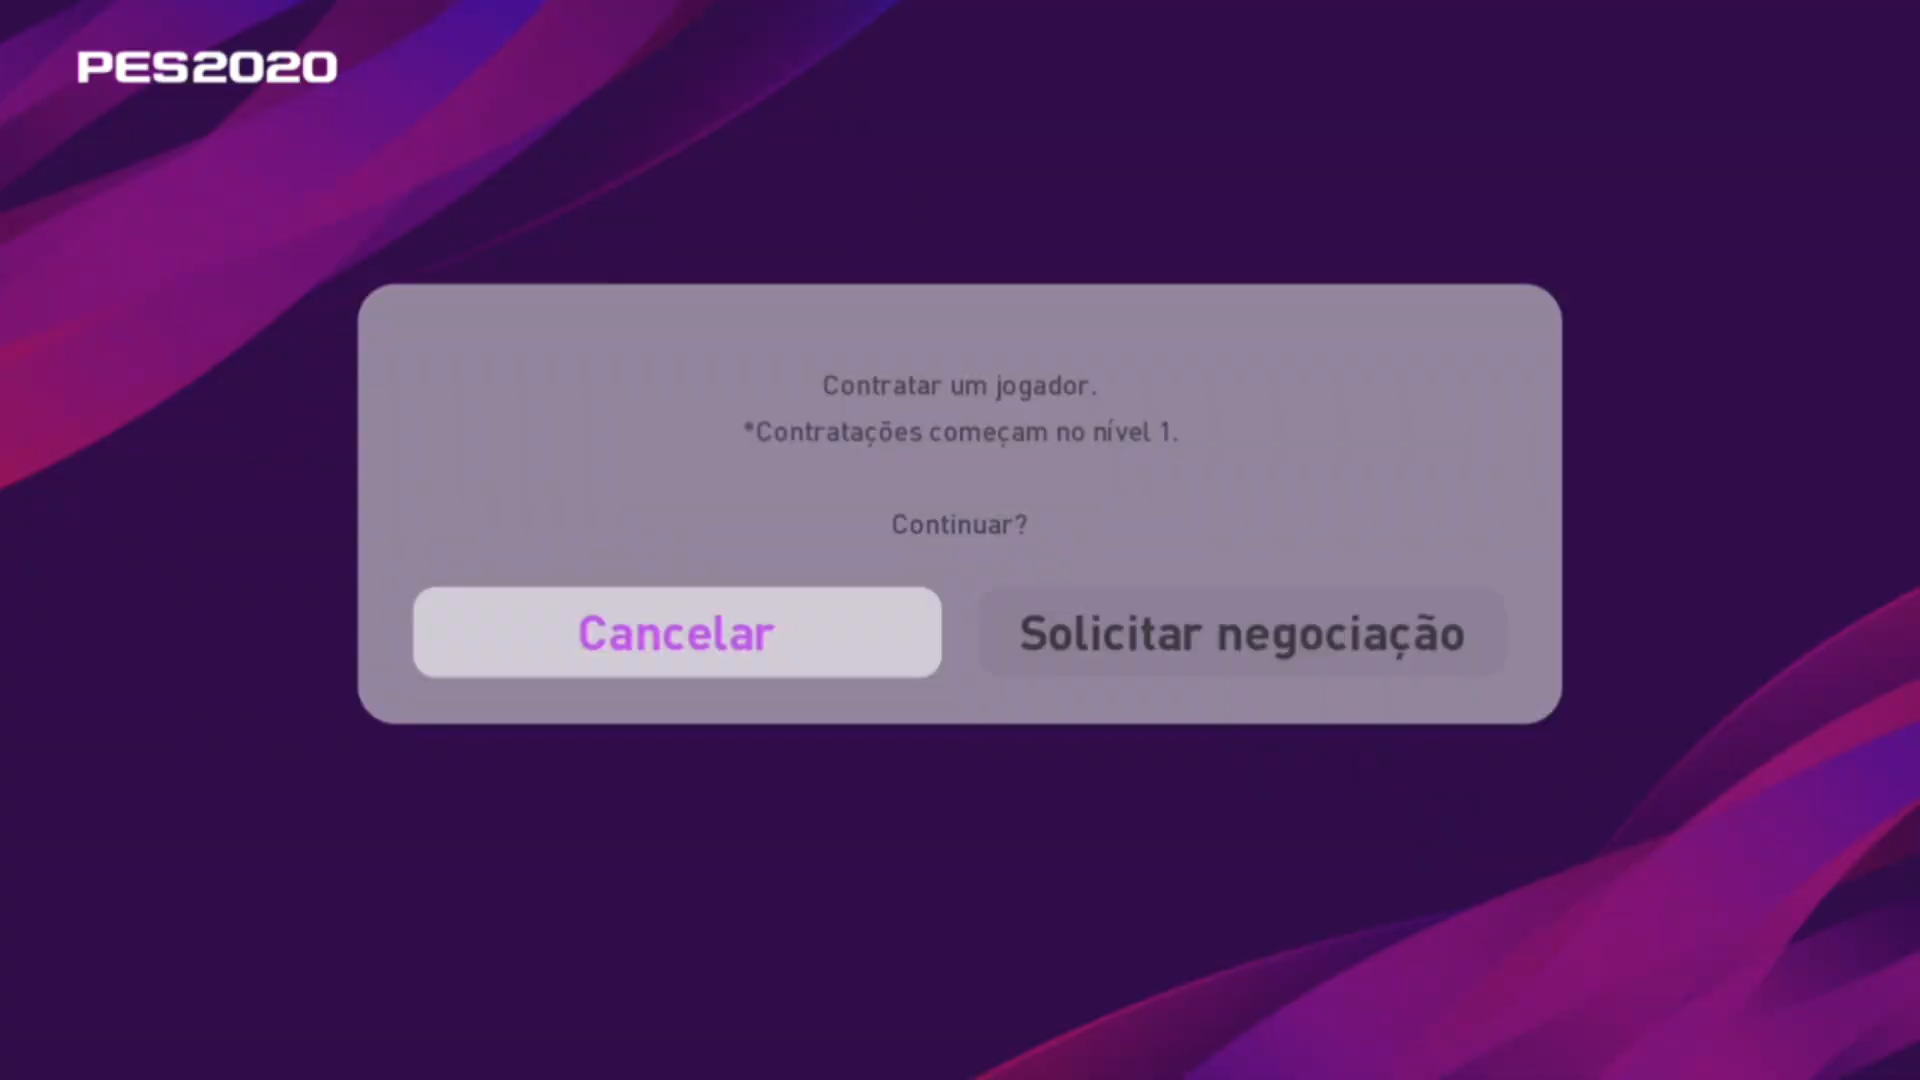 PES2020
Contratar um jogador.
*Contratações começam no nível 1.
Continuar?
Cancelar
Solicitar negociação